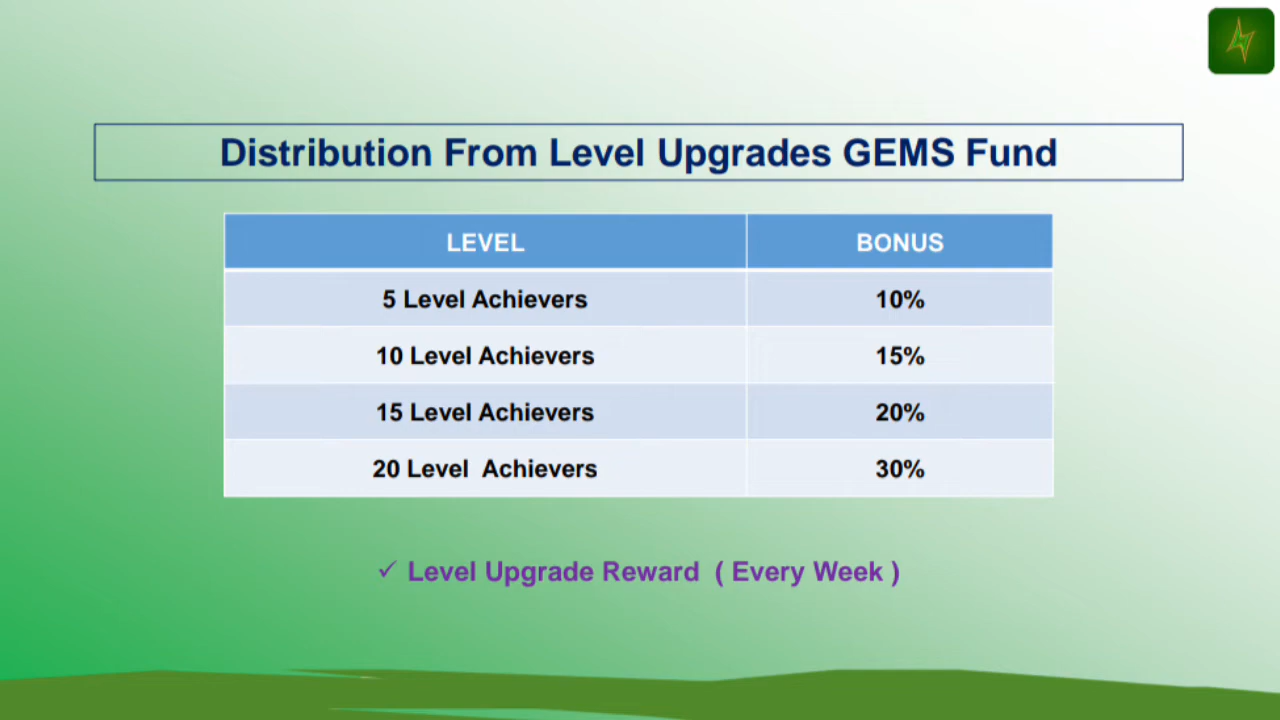 Distribution From Level Upgrades GEMS Fund
LEVEL BONUS
5 Level Achievers 10%
10 Level Achievers 15%
15 Level Achievers 20%
20 Level Achievers 30%
✓ Level Upgrade Reward ( Every Week )